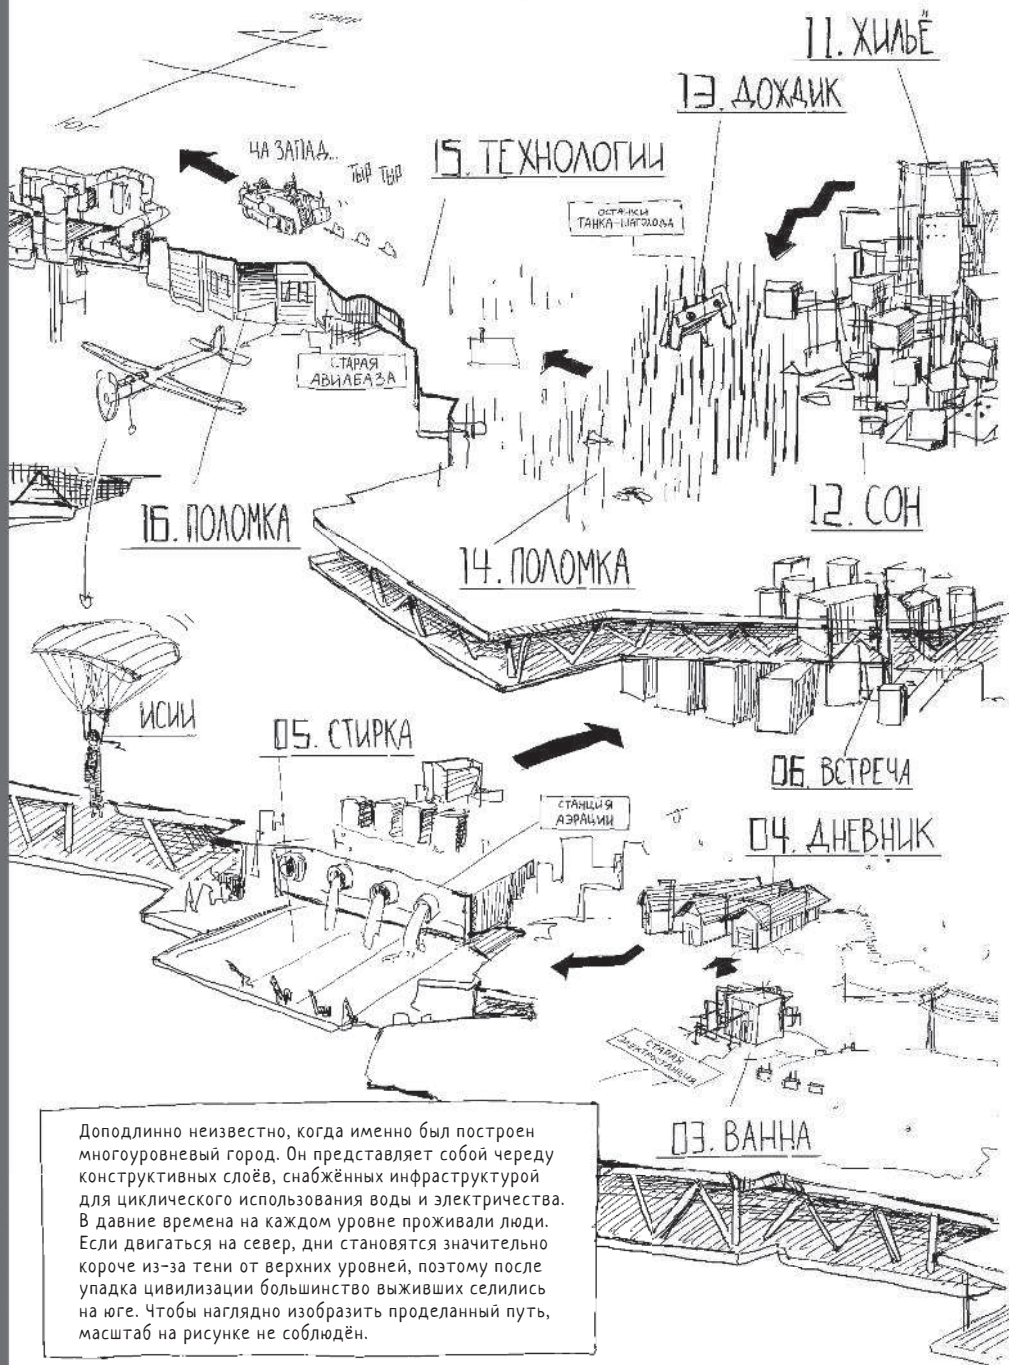 СЕВЕР
11. ЖИЛЬЁ
13. ДОЖДИК
ЮГ
НА ЗАПАД...
ТЫР ТЫР
15. ТЕХНОЛОГИИ
ОСТАНКИ
ТАНКА-ШАГОХОДА
СТАРАЯ
АВИАБАЗА
16. ПОЛОМКА
12. СОН
14. ПОЛОМКА
ИСИИ
05. СТИРКА
06. ВСТРЕЧА
СТАНЦИЯ
АЭРАЦИИ
04. ДНЕВНИК
СТАРАЯ
ЭЛЕКТРОСТАНЦИЯ
03. ВАННА
Доподлинно неизвестно, когда именно был построен
многоуровневый город. Он представляет собой череду
конструктивных слоёв, снабжённых инфраструктурой
для циклического использования воды и электричества.
В давние времена на каждом уровне проживали люди.
Если двигаться на север, дни становятся значительно
короче из-за тени от верхних уровней, поэтому после
упадка цивилизации большинство выживших селились
на юге. Чтобы наглядно изобразить проделанный путь,
масштаб на рисунке не соблюдён.